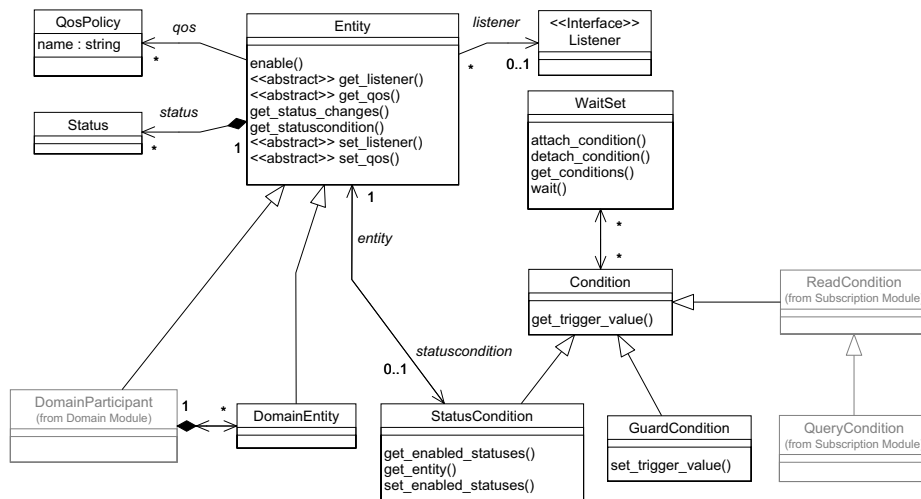 QosPolicy
name : string
qos
*
Entity
enable()
<<abstract>> get_listener()
<<abstract>> get_qos()
get_status_changes()
get_statuscondition()
<<abstract>> set_listener()
<<abstract>> set_qos()
listener
*
0..1
<<Interface>>
Listener
Status
status
*
1
WaitSet
attach_condition()
detach_condition()
get_conditions()
wait()
1
entity
*
*
Condition
get_trigger_value()
ReadCondition
(from Subscription Module)
statuscondition
0..1
DomainParticipant
(from Domain Module)
1
*
DomainEntity
StatusCondition
get_enabled_statuses()
get_entity()
set_enabled_statuses()
GuardCondition
set_trigger_value()
QueryCondition
(from Subscription Module)